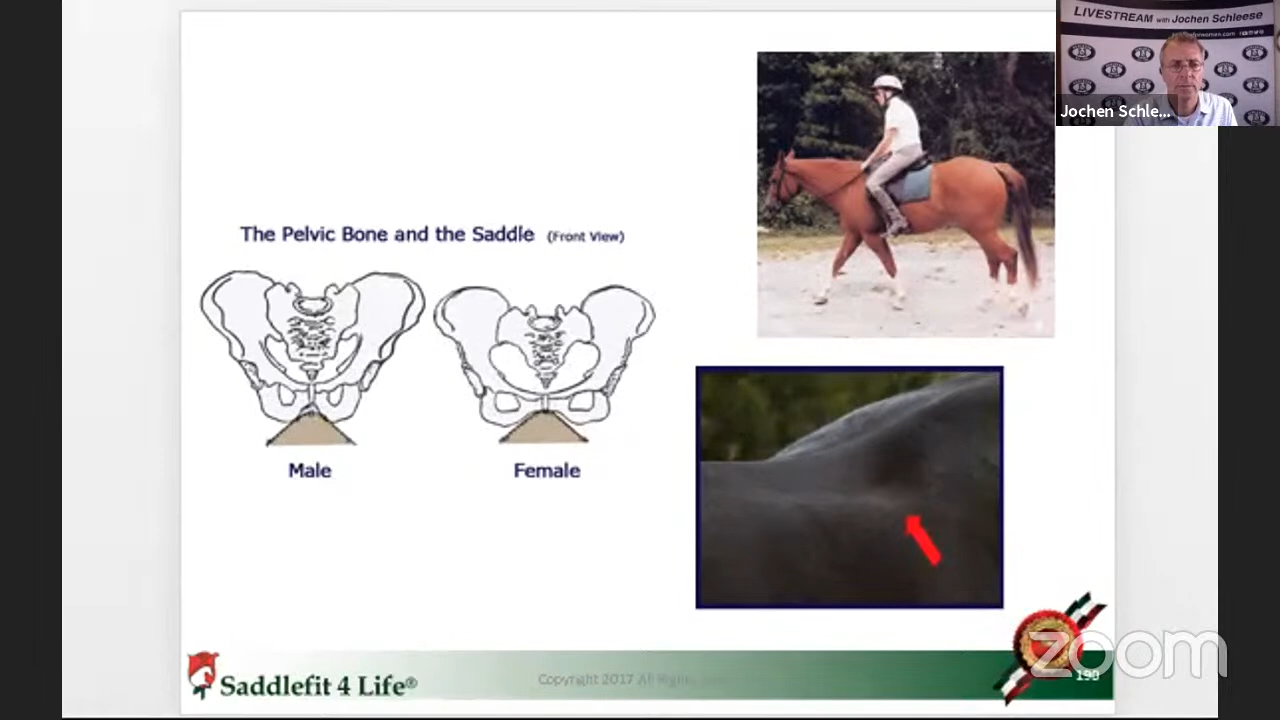 LIVESTREAM WITH Jochen Schleese
Jochen Schle...
The Pelvic Bone and the Saddle (Front View)
Male
Female
Saddlefit 4 Life®
Copyright 2017 All Rights
zoom
190